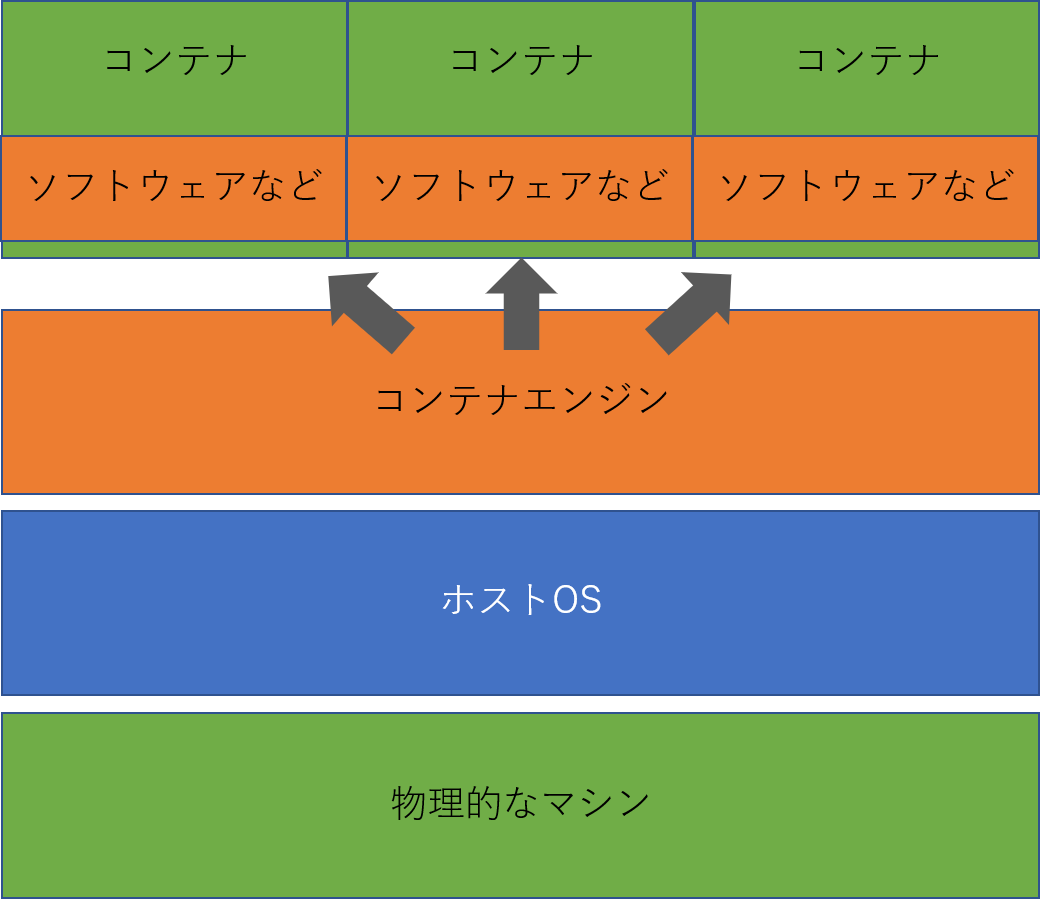 コンテナ
コンテナ
コンテナ
ソフトウェアなど
ソフトウェアなど
ソフトウェアなど
コンテナエンジン
ホストOS
物理的なマシン